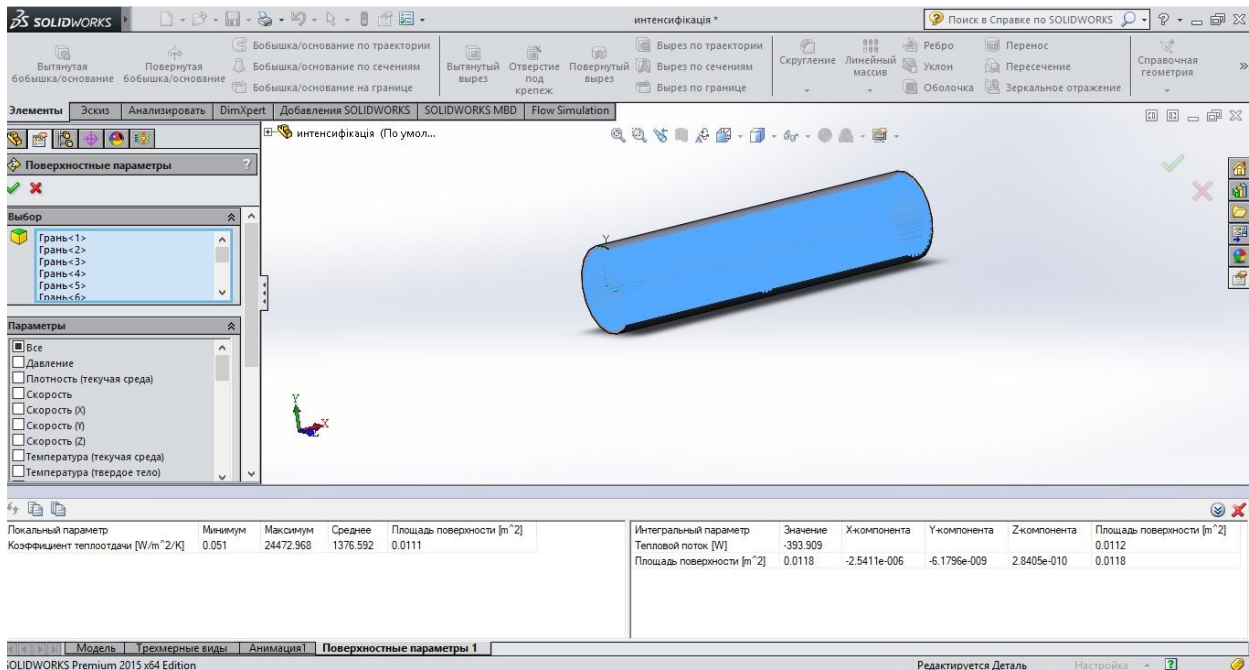 SOLIDWORKS
интенсифікація *
Поиск в Справке по SOLIDWORKS
Вытянутая бобышка/основание
Повернутая бобышка/основание
Бобышка/основание по траектории
Бобышка/основание по сечениям
Бобышка/основание на границе
Вытянутый вырез
Отверстие под крепеж
Повернутый вырез
Вырез по траектории
Вырез по сечениям
Вырез по границе
Скругление
Линейный массив
Ребро
Уклон
Оболочка
Перенос
Пересечение
Зеркальное отражение
Справочная геометрия
Элементы Эскиз Анализировать DimXpert Добавления SOLIDWORKS SOLIDWORKS MBD Flow Simulation
интенсифікація (По умол...
Поверхностные параметры ?
Выбор
Грань<1>
Грань<2>
Грань<3>
Грань<4>
Грань<5>
Грань<6>
Параметры
Все
Давление
Плотность (текучая среда)
Скорость
Скорость (X)
Скорость (Y)
Скорость (Z)
Температура (текучая среда)
Температура (твердое тело)
Y
Y
X
Z
Локальный параметр Минимум Максимум Среднее Площадь поверхности [m^2]
Коэффициент теплоотдачи [W/m^2/K] 0.051 24472.968 1376.592 0.0111
Интегральный параметр Значение X-компонента Y-компонента Z-компонента Площадь поверхности [m^2]
Тепловой поток [W] -393.909 0.0112
Площадь поверхности [m^2] 0.0118 -2.5411e-006 -6.1796e-009 2.8405e-010 0.0118
Модель Трехмерные виды Анимация1 Поверхностные параметры 1
SOLIDWORKS Premium 2015 x64 Edition
Редактируется Деталь
Настройка